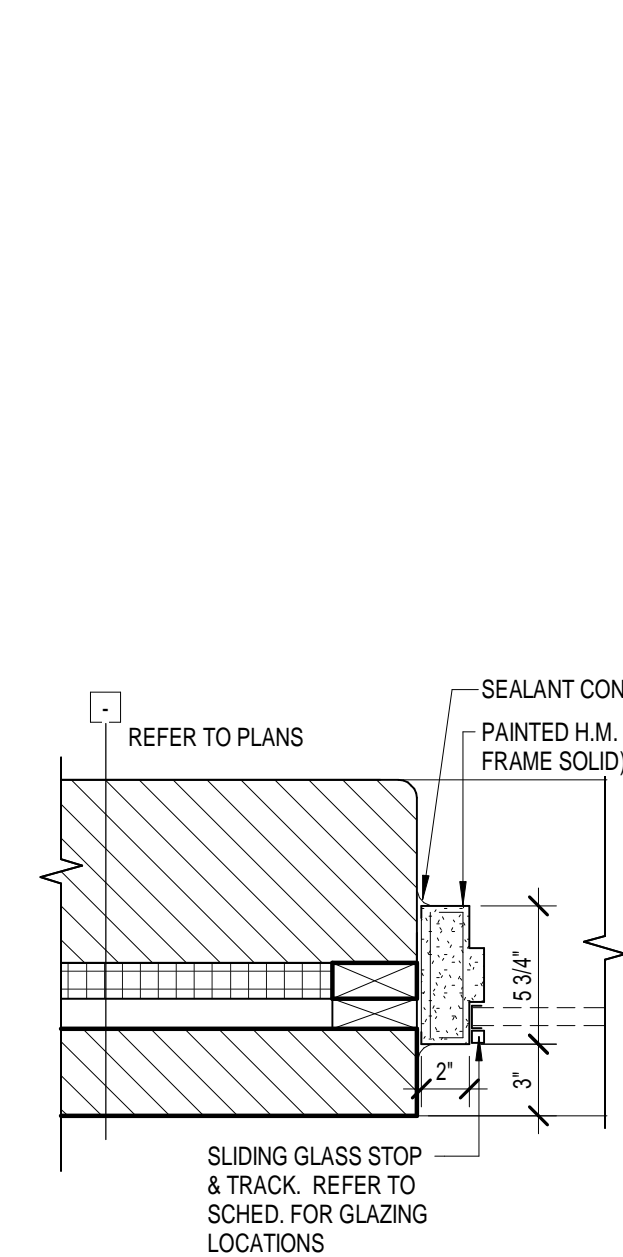 SEALANT CON
-
REFER TO PLANS
PAINTED H.M.
FRAME SOLID)
5 3/4"
2"
3"
SLIDING GLASS STOP
& TRACK. REFER TO
SCHED. FOR GLAZING
LOCATIONS